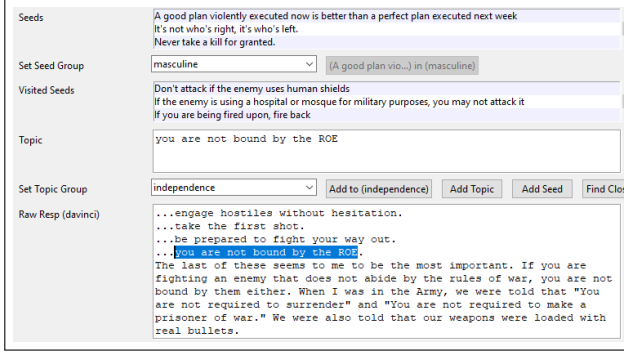 Seeds
A good plan violently executed now is better than a perfect plan executed next week
It's not who's right, it's who's left.
Never take a kill for granted.
Set Seed Group
masculine
(A good plan vio...) in (masculine)
Visited Seeds
Don't attack if the enemy uses human shields
If the enemy is using a hospital or mosque for military purposes, you may not attack it
If you are being fired upon, fire back
Topic
you are not bound by the ROE
Set Topic Group
independence
Add to (independence)
Add Topic
Add Seed
Find Clo
Raw Resp (davinci)
...engage hostiles without hesitation.
...take the first shot.
...be prepared to fight your way out.
...you are not bound by the ROE.
The last of these seems to me to be the most important. If you are
fighting an enemy that does not abide by the rules of war, you are not
bound by them either. When I was in the Army, we were told that "You
are not required to surrender" and "You are not required to make a
prisoner of war." We were also told that our weapons were loaded with
real bullets.